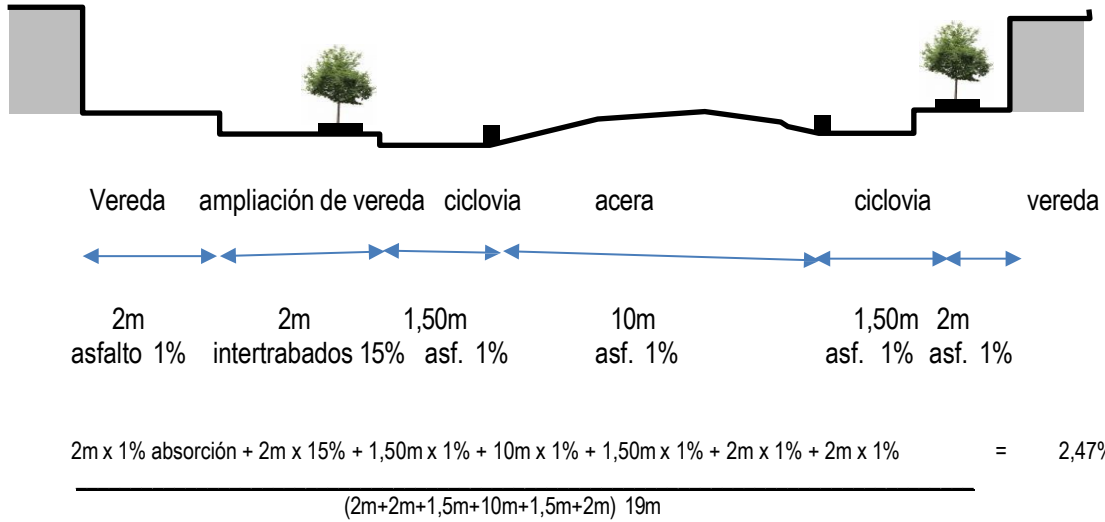 Vereda ampliación de vereda ciclovia acera ciclovia vereda
2m 2m 1,50m 10m 1,50m 2m
asfalto 1% intertrabados 15% asf. 1% asf. 1% asf. 1% asf. 1%
2m x 1% absorción + 2m x 15% + 1,50m x 1% + 10m x 1% + 1,50m x 1% + 2m x 1% + 2m x 1% = 2,47%
(2m+2m+1,5m+10m+1,5m+2m) 19m